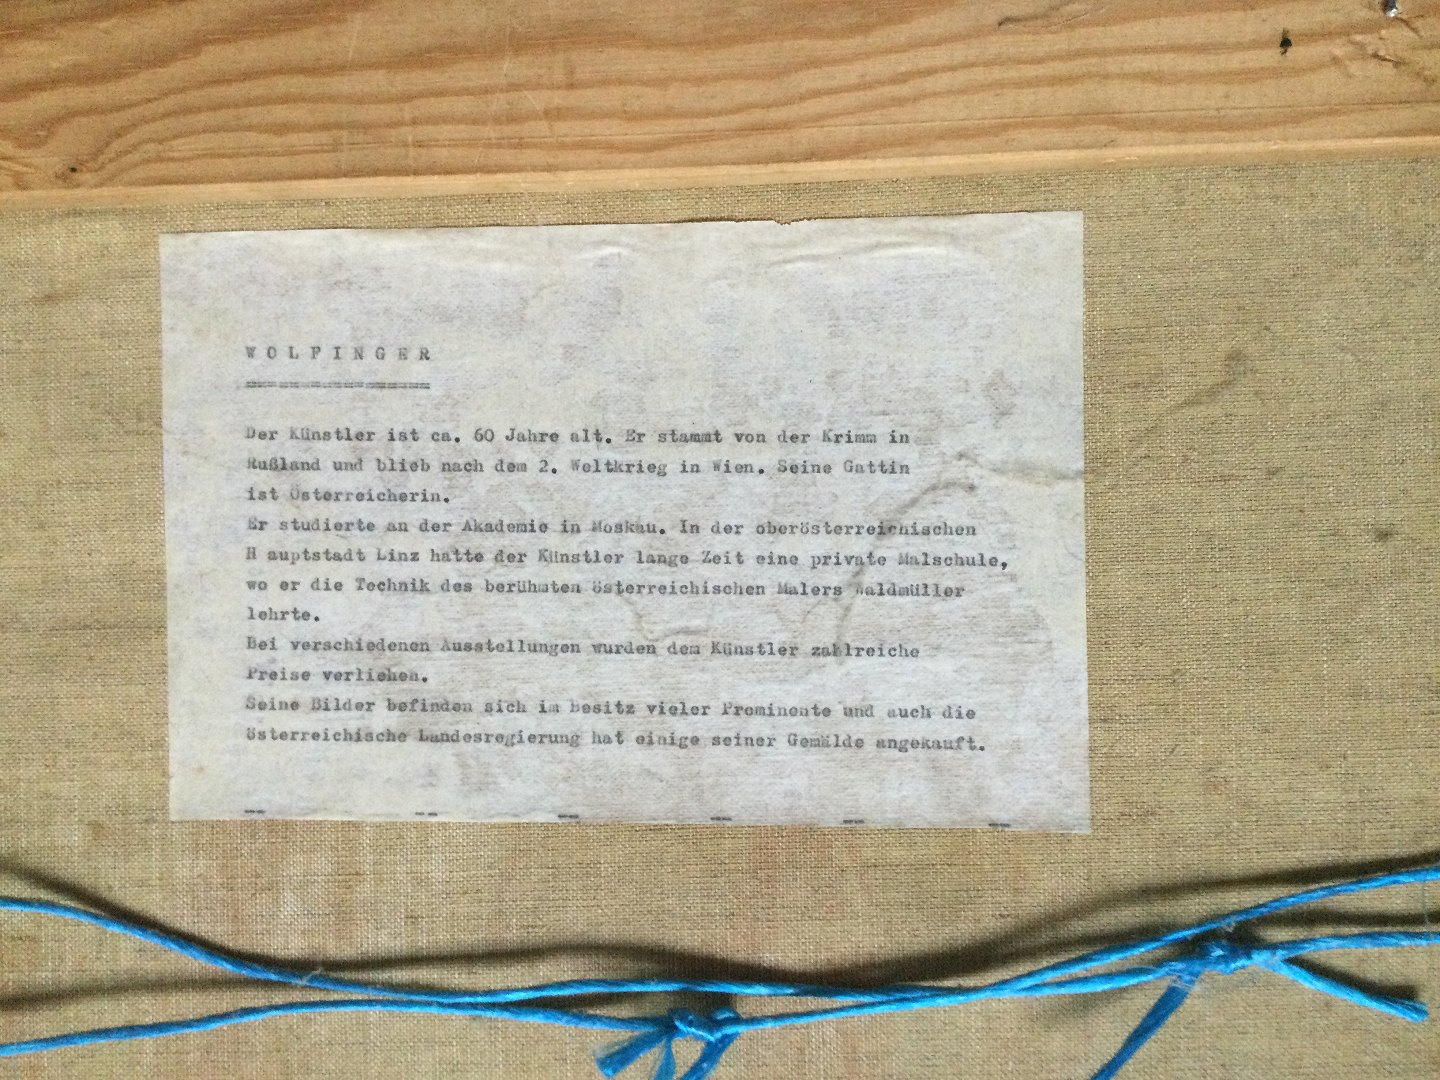 W O L F I N G E R
=================
Der Künstler ist ca. 60 Jahre alt. Er stammt von der Krimm in
Rußland und blieb nach dem 2. Weltkrieg in Wien. Seine Gattin
ist Österreicherin.
Er studierte an der Akademie in Moskau. In der oberösterreichischen
H auptstadt Linz hatte der Künstler lange Zeit eine private Malschule,
wo er die Technik des berühmten österreichischen Malers Waldmüller
lehrte.
Bei verschiedenen Ausstellungen wurden dem Künstler zahlreiche
Preise verliehen.
Seine Bilder befinden sich im Besitz vieler Prominente und auch die
österreichische Landesregierung hat einige seiner Gemälde angekauft.